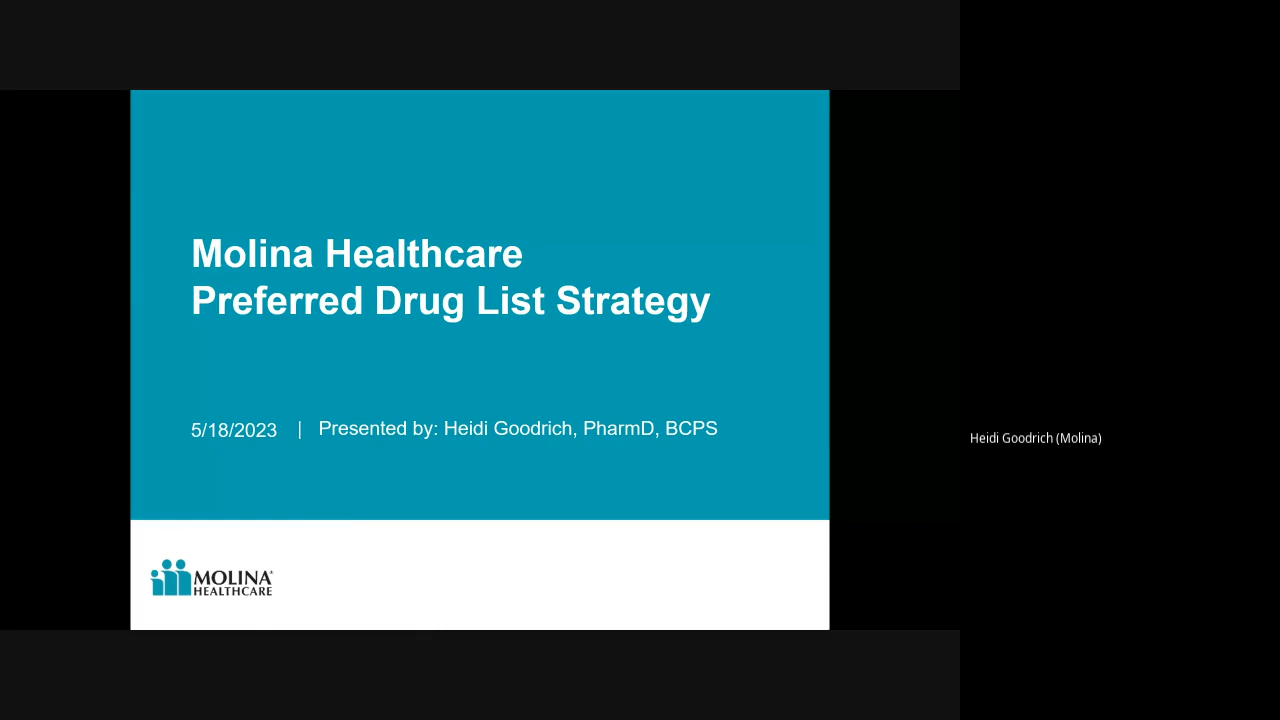 Molina Healthcare
Preferred Drug List Strategy
5/18/2023 | Presented by: Heidi Goodrich, PharmD, BCPS
Heidi Goodrich (Molina)
MOLINA®
HEALTHCARE